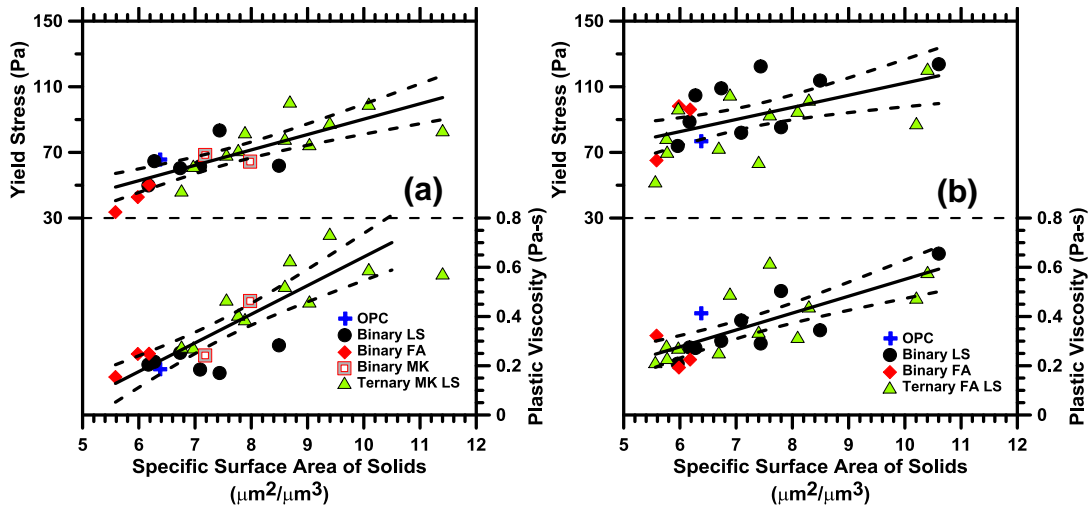 150
110
70
30
Yield Stress (Pa)
(a)
0.8
0.6
0.4
0.2
0
Plastic Viscosity (Pa-s)
OPC
Binary LS
Binary FA
Binary MK
Ternary MK LS
5 6 7 8 9 10 11 12
Specific Surface Area of Solids
(μm2/μm3)
150
110
70
30
Yield Stress (Pa)
(b)
0.8
0.6
0.4
0.2
0
Plastic Viscosity (Pa-s)
OPC
Binary LS
Binary FA
Ternary FA LS
5 6 7 8 9 10 11 12
Specific Surface Area of Solids
(μm2/μm3)